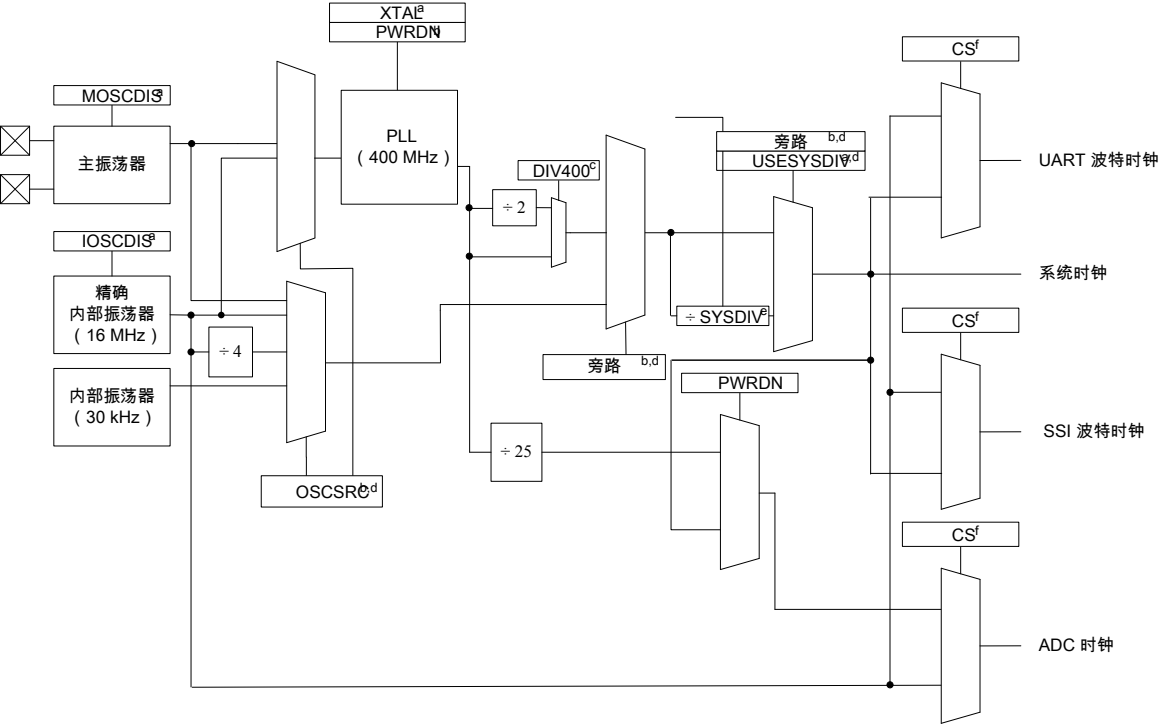 XTALa
PWRDNb
MOSCDISa
主振荡器
PLL
（400 MHz）
CSf
旁路 b,d
USESYSDIVa,d
DIV400c
÷ 2
UART 波特时钟
IOSCDISa
精确
内部振荡器
（16 MHz）
系统时钟
÷ SYSDIVe
CSf
÷ 4
旁路 b,d
PWRDN
内部振荡器
（30 kHz）
÷ 25
SSI 波特时钟
OSCSRCb,d
CSf
ADC 时钟